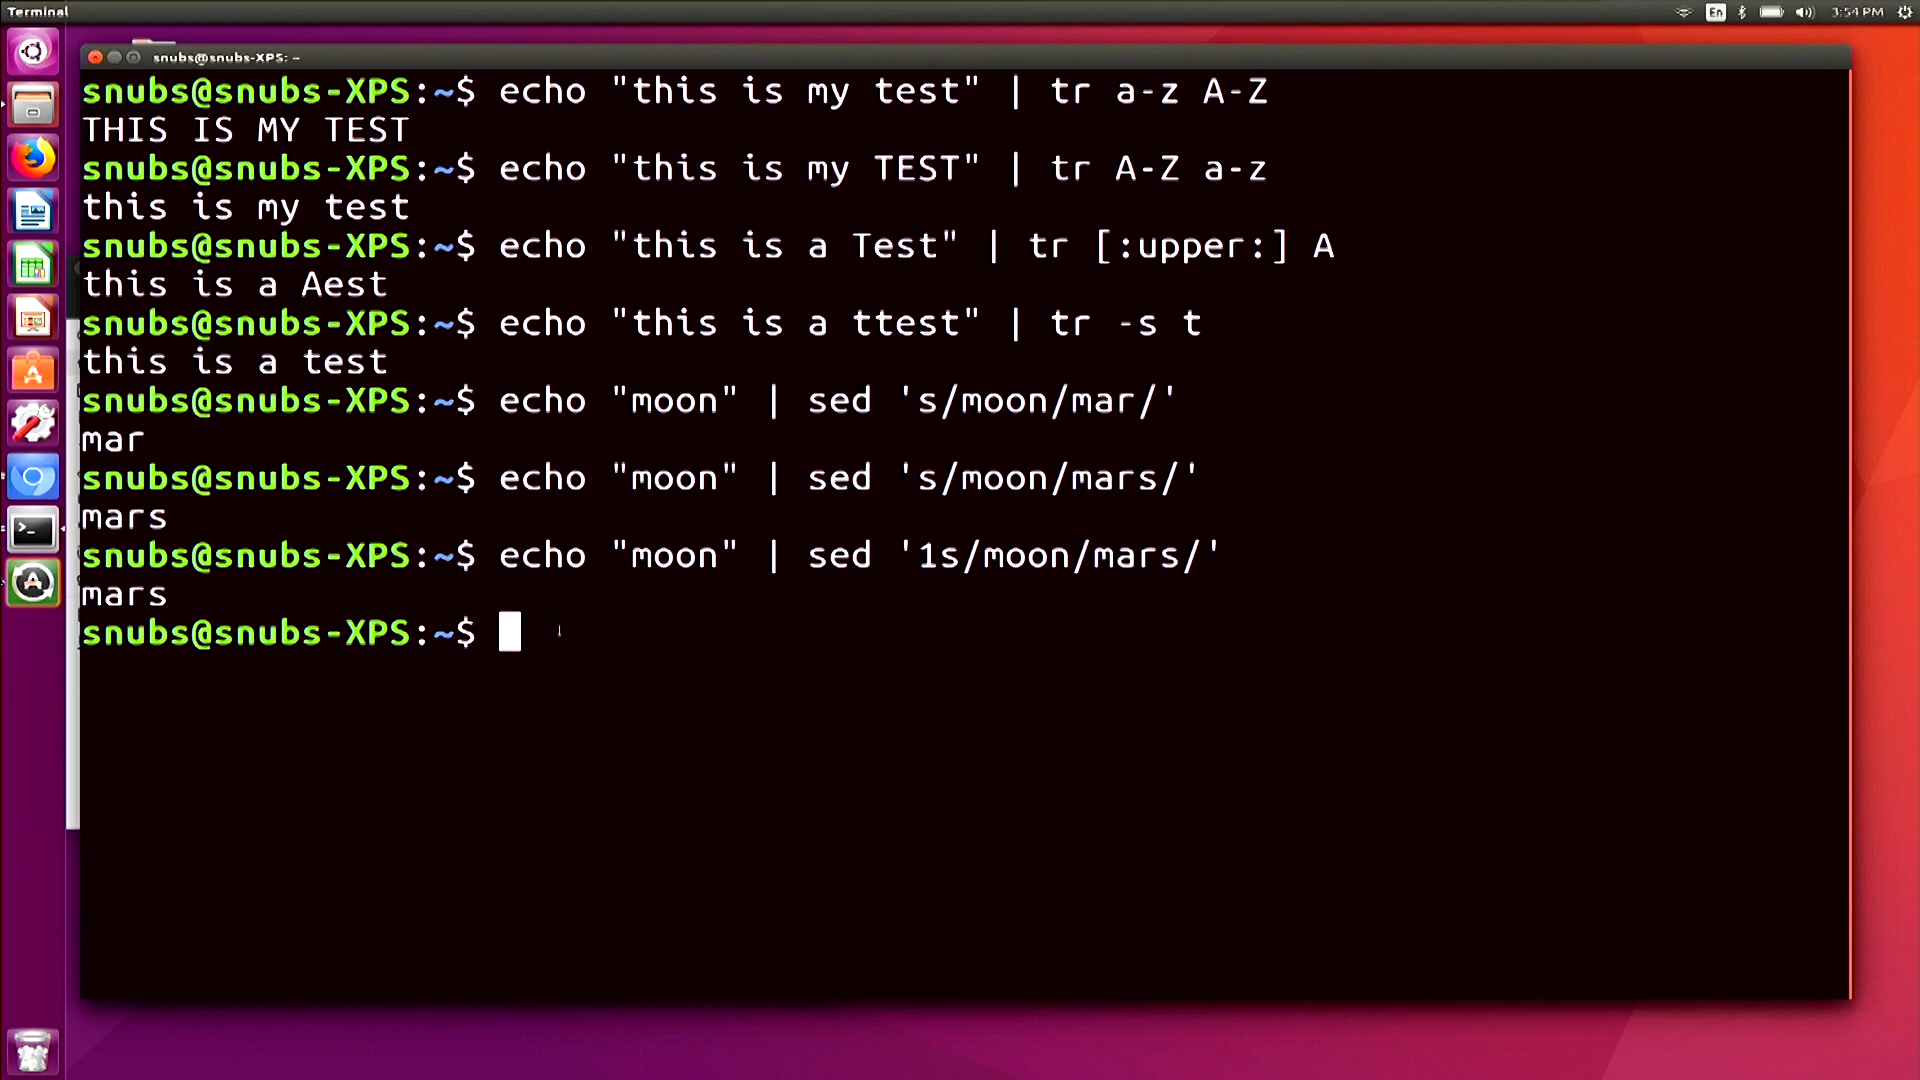 Terminal
En
3:54 PM
snubs@snubs-XPS: ~
snubs@snubs-XPS:~$ echo "this is my test" | tr a-z A-Z
THIS IS MY TEST
snubs@snubs-XPS:~$ echo "this is my TEST" | tr A-Z a-z
this is my test
snubs@snubs-XPS:~$ echo "this is a Test" | tr [:upper:] A
this is a Aest
snubs@snubs-XPS:~$ echo "this is a ttest" | tr -s t
this is a test
snubs@snubs-XPS:~$ echo "moon" | sed 's/moon/mar/'
mar
snubs@snubs-XPS:~$ echo "moon" | sed 's/moon/mars/'
mars
snubs@snubs-XPS:~$ echo "moon" | sed '1s/moon/mars/'
mars
snubs@snubs-XPS:~$